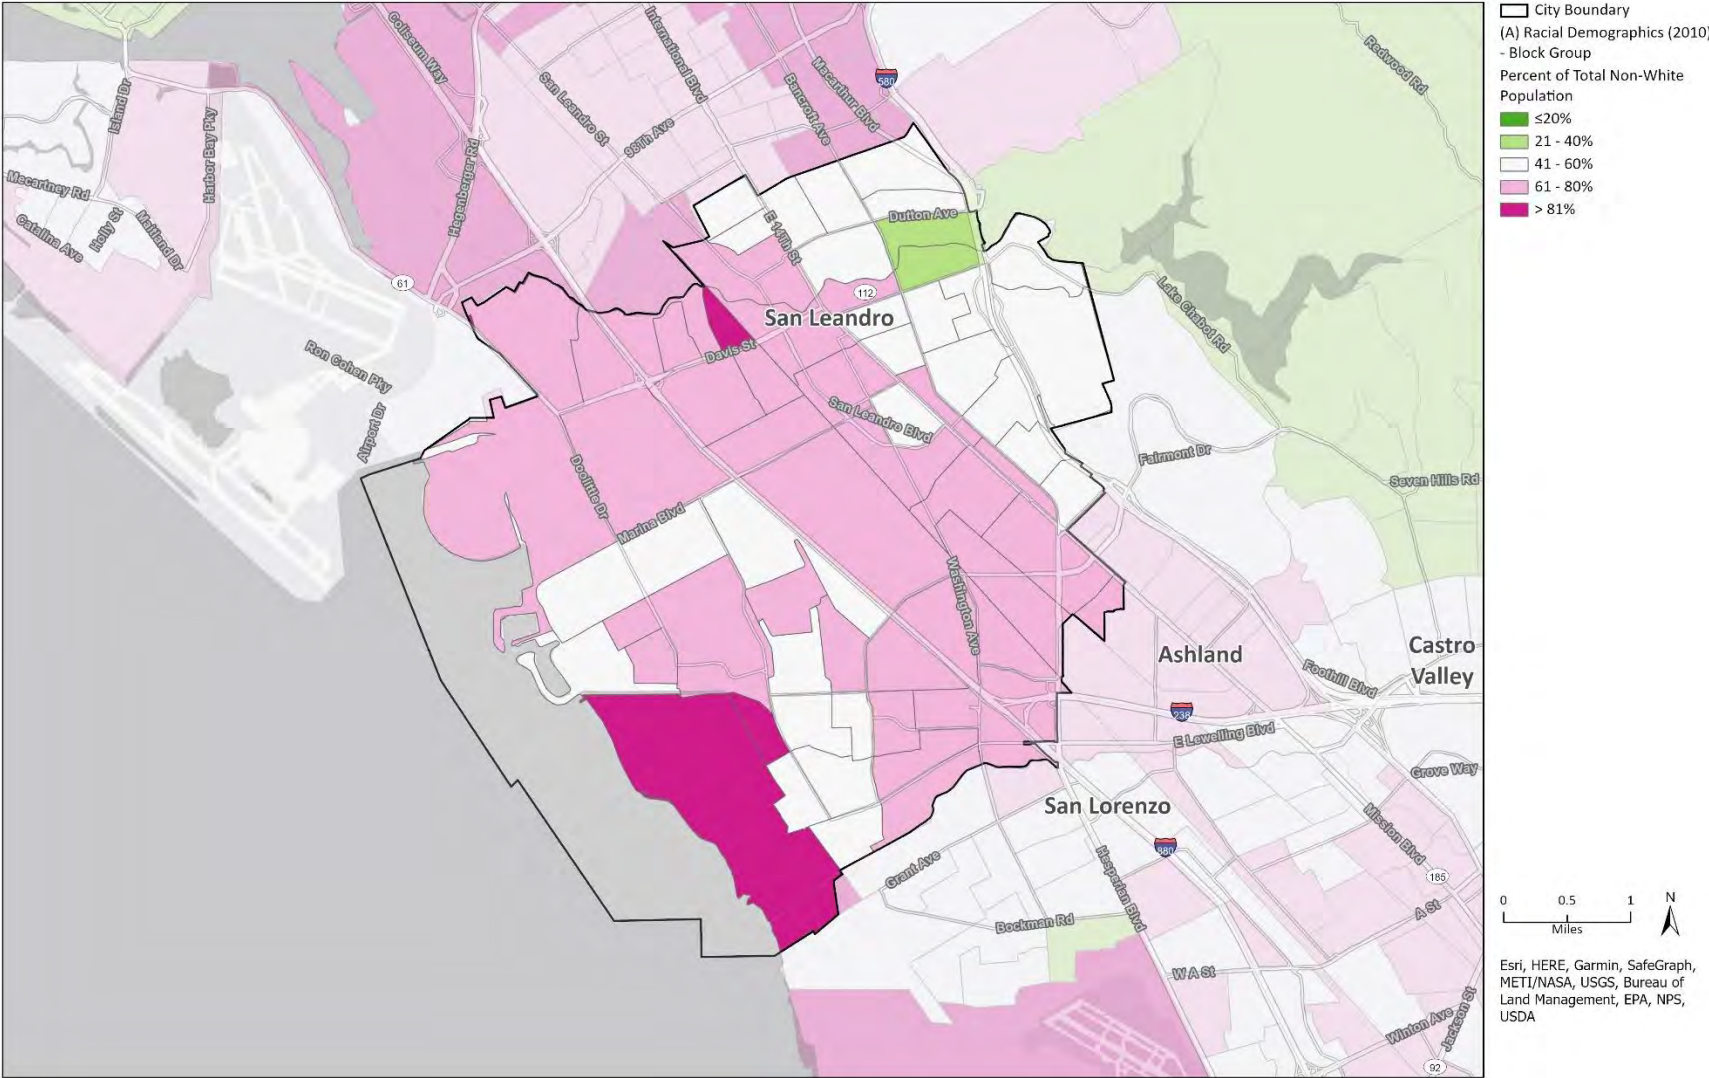 City Boundary
(A) Racial Demographics (2010)
- Block Group
Percent of Total Non-White
Population
≤20%
21 - 40%
41 - 60%
61 - 80%
> 81%
Coliseum Way
International Blvd
San Leandro St
98Th Ave
Bancroft Ave
Macarthur Blvd
580
Redwood Rd
Island Dr
Harbor Bay Pky
Hegenberger Rd
Mecartney Rd
Holly St
Catalina Ave
Maitland Dr
61
E 14Th St
Dutton Ave
112
San Leandro
Lake Chabot Rd
Davis St
Ron Cohen Pky
Airport Dr
San Leandro Blvd
Doolittle Dr
Marina Blvd
Fairmont Dr
Seven Hills Rd
Washington Ave
Ashland
Castro
Valley
Foothill Blvd
238
E Lewelling Blvd
Grove Way
San Lorenzo
Mission Blvd
880
Grant Ave
Hesperian Blvd
185
A St
Bockman Rd
W A St
Winton Ave
Jackson St
92
0 0.5 1
Miles
N
Esri, HERE, Garmin, SafeGraph,
METI/NASA, USGS, Bureau of
Land Management, EPA, NPS,
USDA